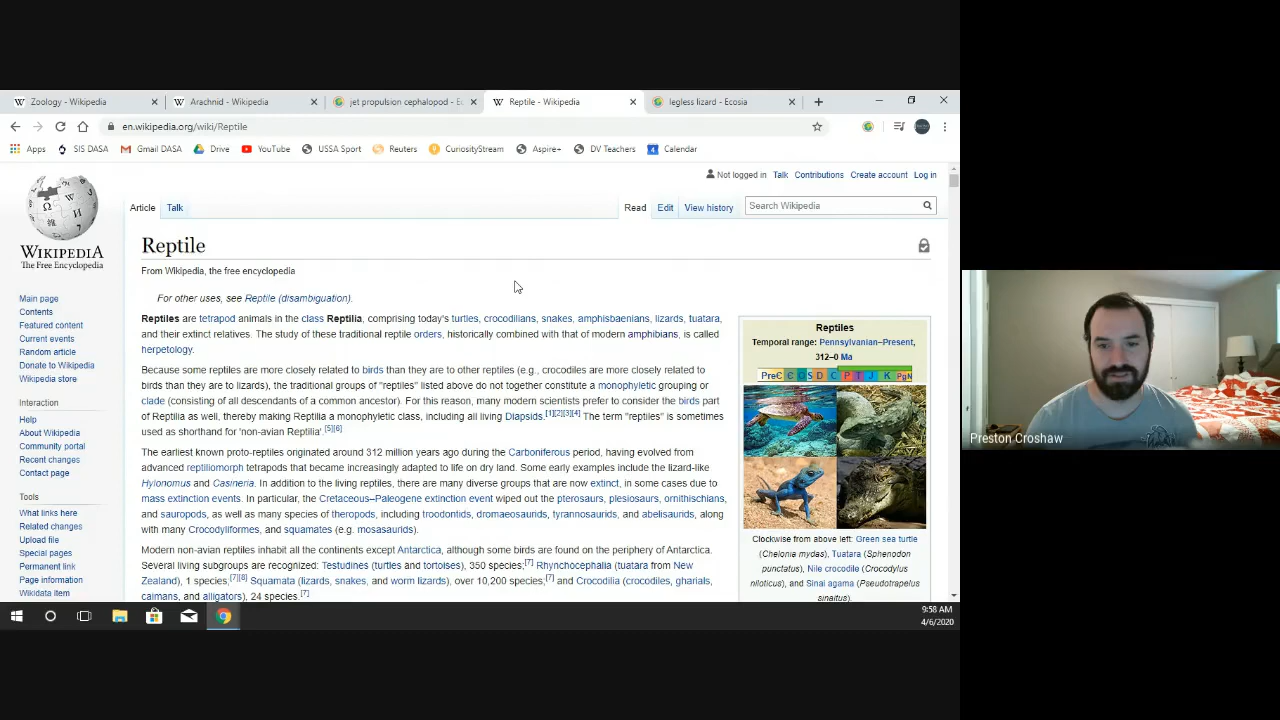 Zoology - Wikipedia
Arachnid - Wikipedia
jet propulsion cephalopod - Ec
Reptile - Wikipedia
legless lizard - Ecosia
en.wikipedia.org/wiki/Reptile
Apps SIS DASA Gmail DASA Drive YouTube USSA Sport Reuters CuriosityStream Aspire+ DV Teachers 4 Calendar
Not logged in Talk Contributions Create account Log in
Article Talk Read Edit View history Search Wikipedia
WIKIPEDIA
The Free Encyclopedia
Main page
Contents
Featured content
Current events
Random article
Donate to Wikipedia
Wikipedia store
Interaction
Help
About Wikipedia
Community portal
Recent changes
Contact page
Tools
What links here
Related changes
Upload file
Special pages
Permanent link
Page information
Wikidata item
Reptile
From Wikipedia, the free encyclopedia
For other uses, see Reptile (disambiguation).
Reptiles are tetrapod animals in the class Reptilia, comprising today's turtles, crocodilians, snakes, amphisbaenians, lizards, tuatara,
and their extinct relatives. The study of these traditional reptile orders, historically combined with that of modern amphibians, is called
herpetology.
Because some reptiles are more closely related to birds than they are to other reptiles (e.g., crocodiles are more closely related to
birds than they are to lizards), the traditional groups of "reptiles" listed above do not together constitute a monophyletic grouping or
clade (consisting of all descendants of a common ancestor). For this reason, many modern scientists prefer to consider the birds part
of Reptilia as well, thereby making Reptilia a monophyletic class, including all living Diapsids.[1][2][3][4] The term "reptiles" is sometimes
used as shorthand for 'non-avian Reptilia'.[5][6]
The earliest known proto-reptiles originated around 312 million years ago during the Carboniferous period, having evolved from
advanced reptiliomorph tetrapods that became increasingly adapted to life on dry land. Some early examples include the lizard-like
Hylonomus and Casineria. In addition to the living reptiles, there are many diverse groups that are now extinct, in some cases due to
mass extinction events. In particular, the Cretaceous–Paleogene extinction event wiped out the pterosaurs, plesiosaurs, ornithischians,
and sauropods, as well as many species of theropods, including troodontids, dromaeosaurids, tyrannosaurids, and abelisaurids, along
with many Crocodyliformes, and squamates (e.g. mosasaurids).
Modern non-avian reptiles inhabit all the continents except Antarctica, although some birds are found on the periphery of Antarctica.
Several living subgroups are recognized: Testudines (turtles and tortoises), 350 species;[7] Rhynchocephalia (tuatara from New
Zealand), 1 species;[7][8] Squamata (lizards, snakes, and worm lizards), over 10,200 species;[7] and Crocodilia (crocodiles, gharials,
caimans, and alligators), 24 species.[7]
Reptiles
Temporal range: Pennsylvanian–Present,
312–0 Ma
PreЄ Є O S D C P T J K PgN
Clockwise from above left: Green sea turtle
(Chelonia mydas), Tuatara (Sphenodon
punctatus), Nile crocodile (Crocodylus
niloticus), and Sinai agama (Pseudotrapelus
sinaitus).
9:58 AM
4/6/2020
Preston Croshaw